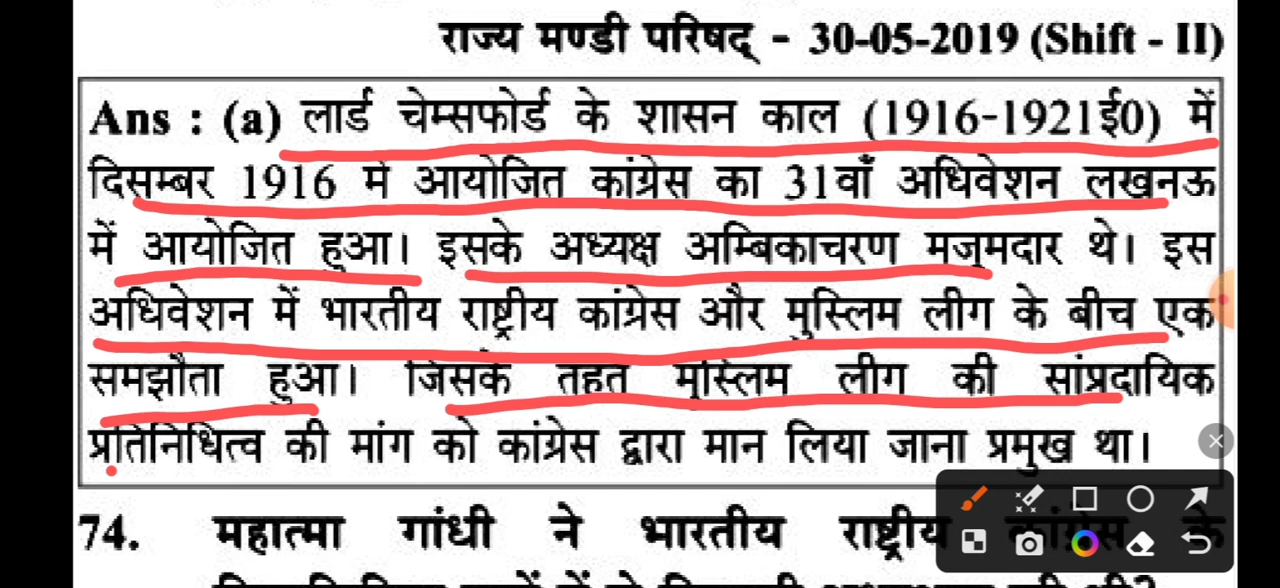 राज्य मण्डी परिषद् - 30-05-2019 (Shift - II)
Ans : (a) लार्ड चेम्सफोर्ड के शासन काल (1916-1921ई0) में
दिसम्बर 1916 में आयोजित कांग्रेस का 31वाँ अधिवेशन लखनऊ
में आयोजित हुआ। इसके अध्यक्ष अम्बिकाचरण मजूमदार थे। इस
अधिवेशन में भारतीय राष्ट्रीय कांग्रेस और मुस्लिम लीग के बीच एक
समझौता हुआ। जिसके तहत मुस्लिम लीग की सांप्रदायिक
प्रतिनिधित्व की मांग को कांग्रेस द्वारा मान लिया जाना प्रमुख था।
74. महात्मा गांधी ने भारतीय राष्ट्रीय कांग्रेस के